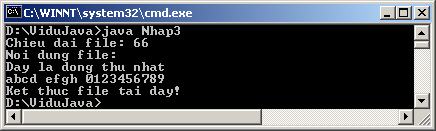 C:\WINNT\system32\cmd.exe
D:\ViduJava>java Nhap3
Chieu dai file: 66
Noi dung file:
Day la dong thu nhat
abcd efgh 0123456789
Ket thuc file tai day!
D:\ViduJava>